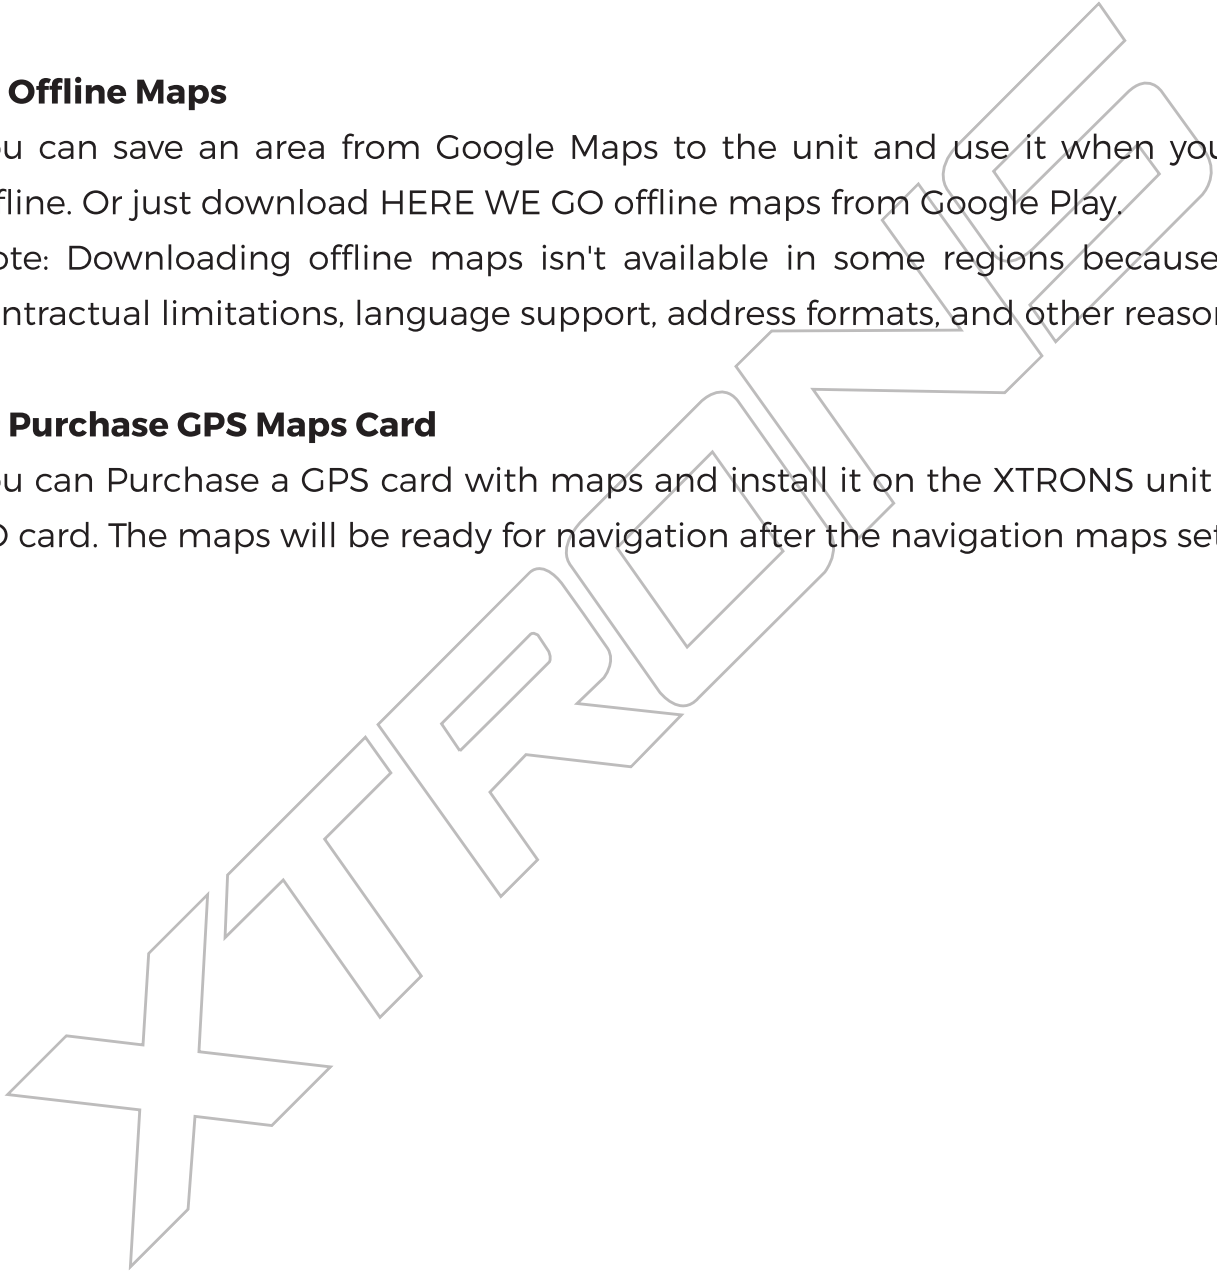 Offline Maps
u can save an area from Google Maps to the unit and use it when you
fline. Or just download HERE WE GO offline maps from Google Play.
ote: Downloading offline maps isn't available in some regions because
ntractual limitations, language support, address formats, and other reason
Purchase GPS Maps Card
u can Purchase a GPS card with maps and install it on the XTRONS unit
D card. The maps will be ready for navigation after the navigation maps set
XTRONS